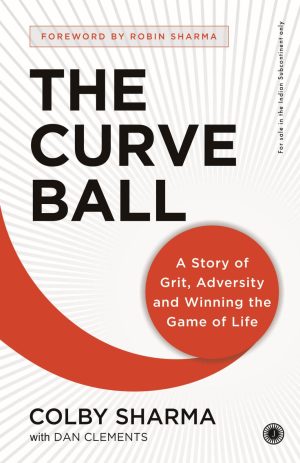 FOREWORD BY ROBIN SHARMA
For sale in the Indian Subcontinent only
THE
CURVE
BALL
A Story of
Grit, Adversity
and Winning the
Game of Life
COLBY SHARMA
with DAN CLEMENTS
J